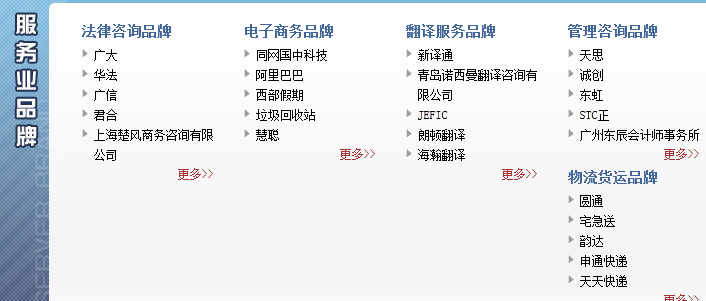 服务业品牌
法律咨询品牌
广大
华法
广信
君合
上海楚风商务咨询有限
公司
更多>>
电子商务品牌
同网国中科技
阿里巴巴
西部假期
垃圾回收站
慧聪
更多>>
翻译服务品牌
新译通
青岛诺西曼翻译咨询有
限公司
JEFIC
朗顿翻译
海瀚翻译
更多>>
管理咨询品牌
天思
诚创
东虹
STC正
广州东辰会计师事务所
更多>>
物流货运品牌
圆通
宅急送
韵达
申通快递
天天快递
更多>>